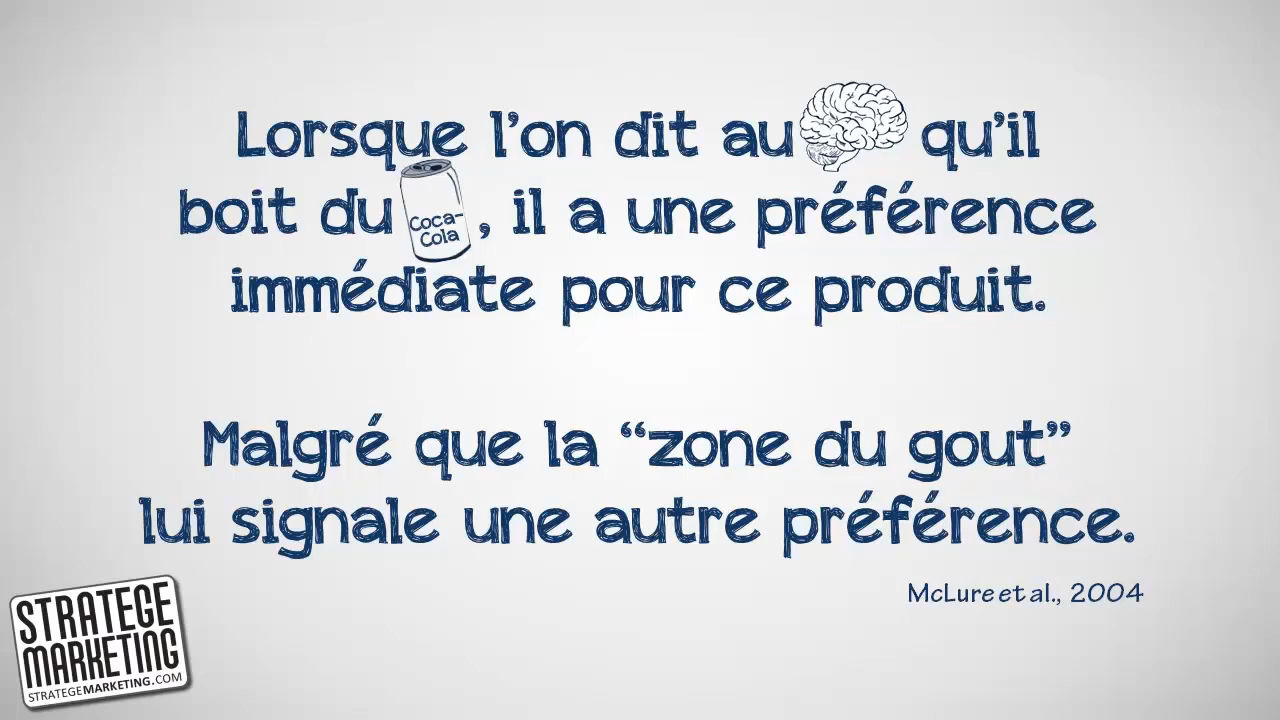 Lorsque l'on dit au qu'il
boit du Coca-
Cola, il a une préférence
immédiate pour ce produit.
Malgré que la “zone du gout”
lui signale une autre préférence.
McLure et al., 2004
STRATEGE
MARKETING
STRATEGEMARKETING.COM